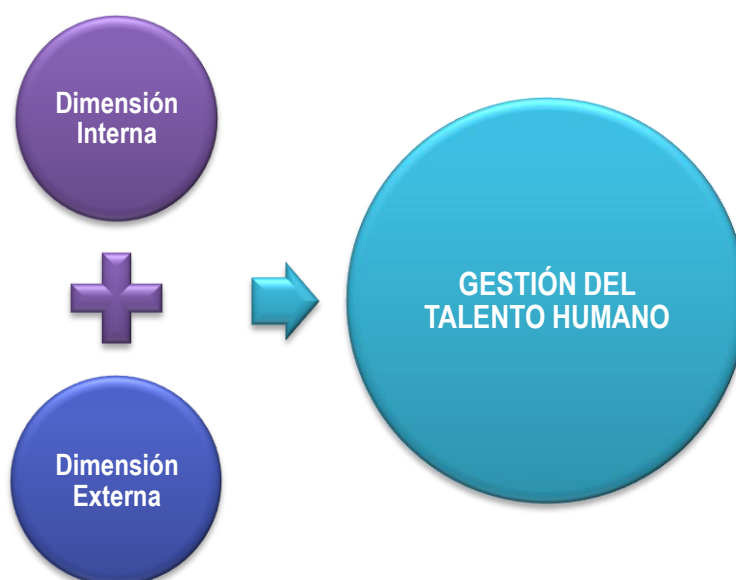 Dimensión
Interna
GESTIÓN DEL
TALENTO HUMANO
Dimensión
Externa